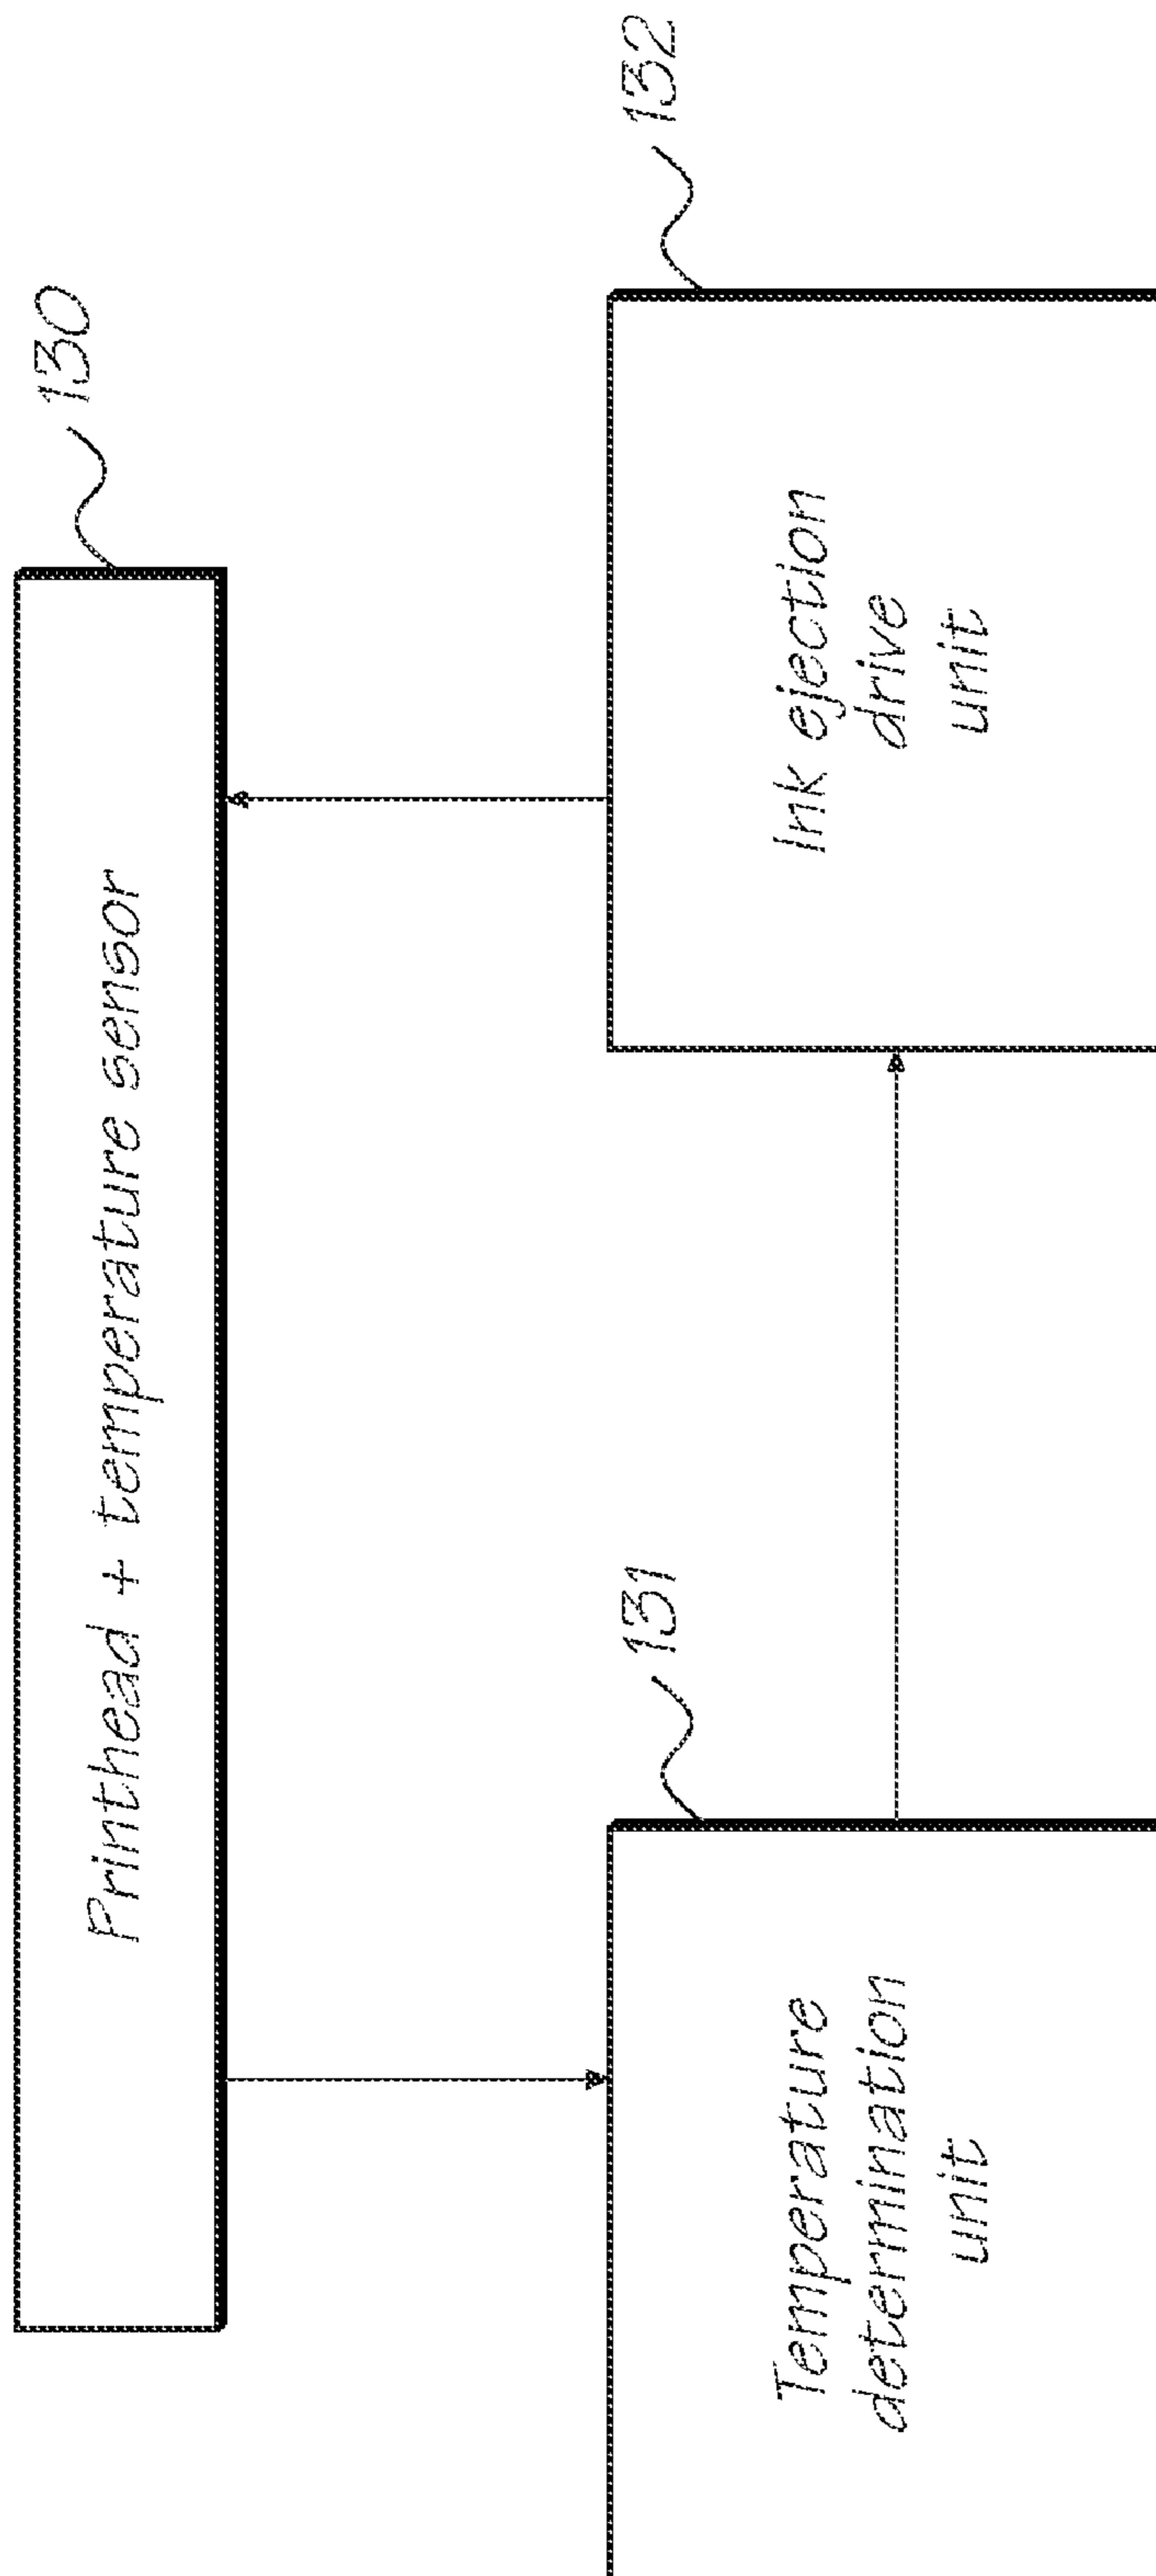 130
Printhead + temperature sensor
131
Temperature
determination
unit
132
Ink ejection
drive
unit